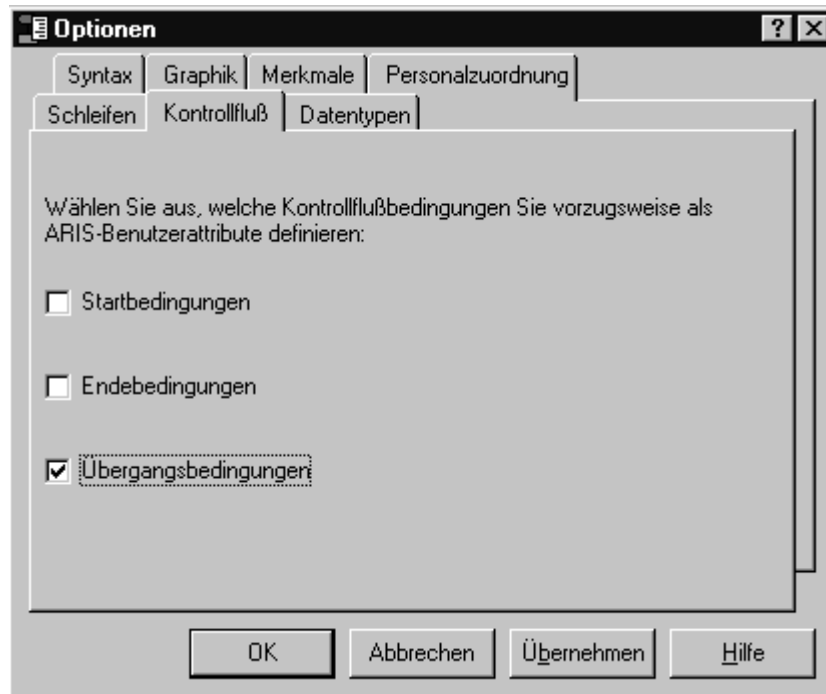 Optionen
Syntax Graphik Merkmale Personalzuordnung
Schleifen Kontrollfluß Datentypen
Wählen Sie aus, welche Kontrollflußbedingungen Sie vorzugsweise als
ARIS-Benutzerattribute definieren:
Startbedingungen
Endebedingungen
Übergangsbedingungen
OK Abbrechen Übernehmen Hilfe